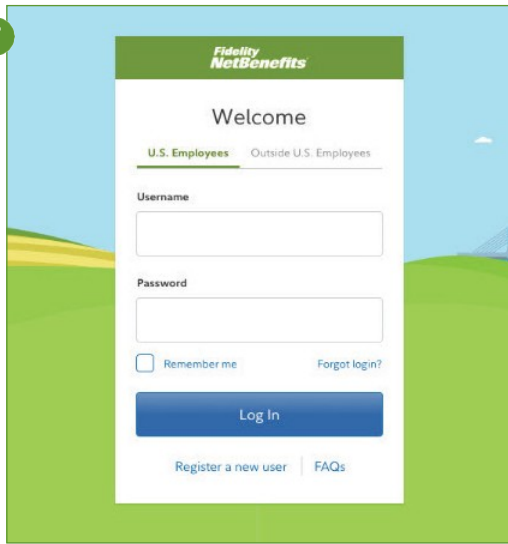 Fidelity
NetBenefits
Welcome
U.S. Employees Outside U.S. Employees
Username
Password
Remember me Forgot login?
Log In
Register a new user FAQs